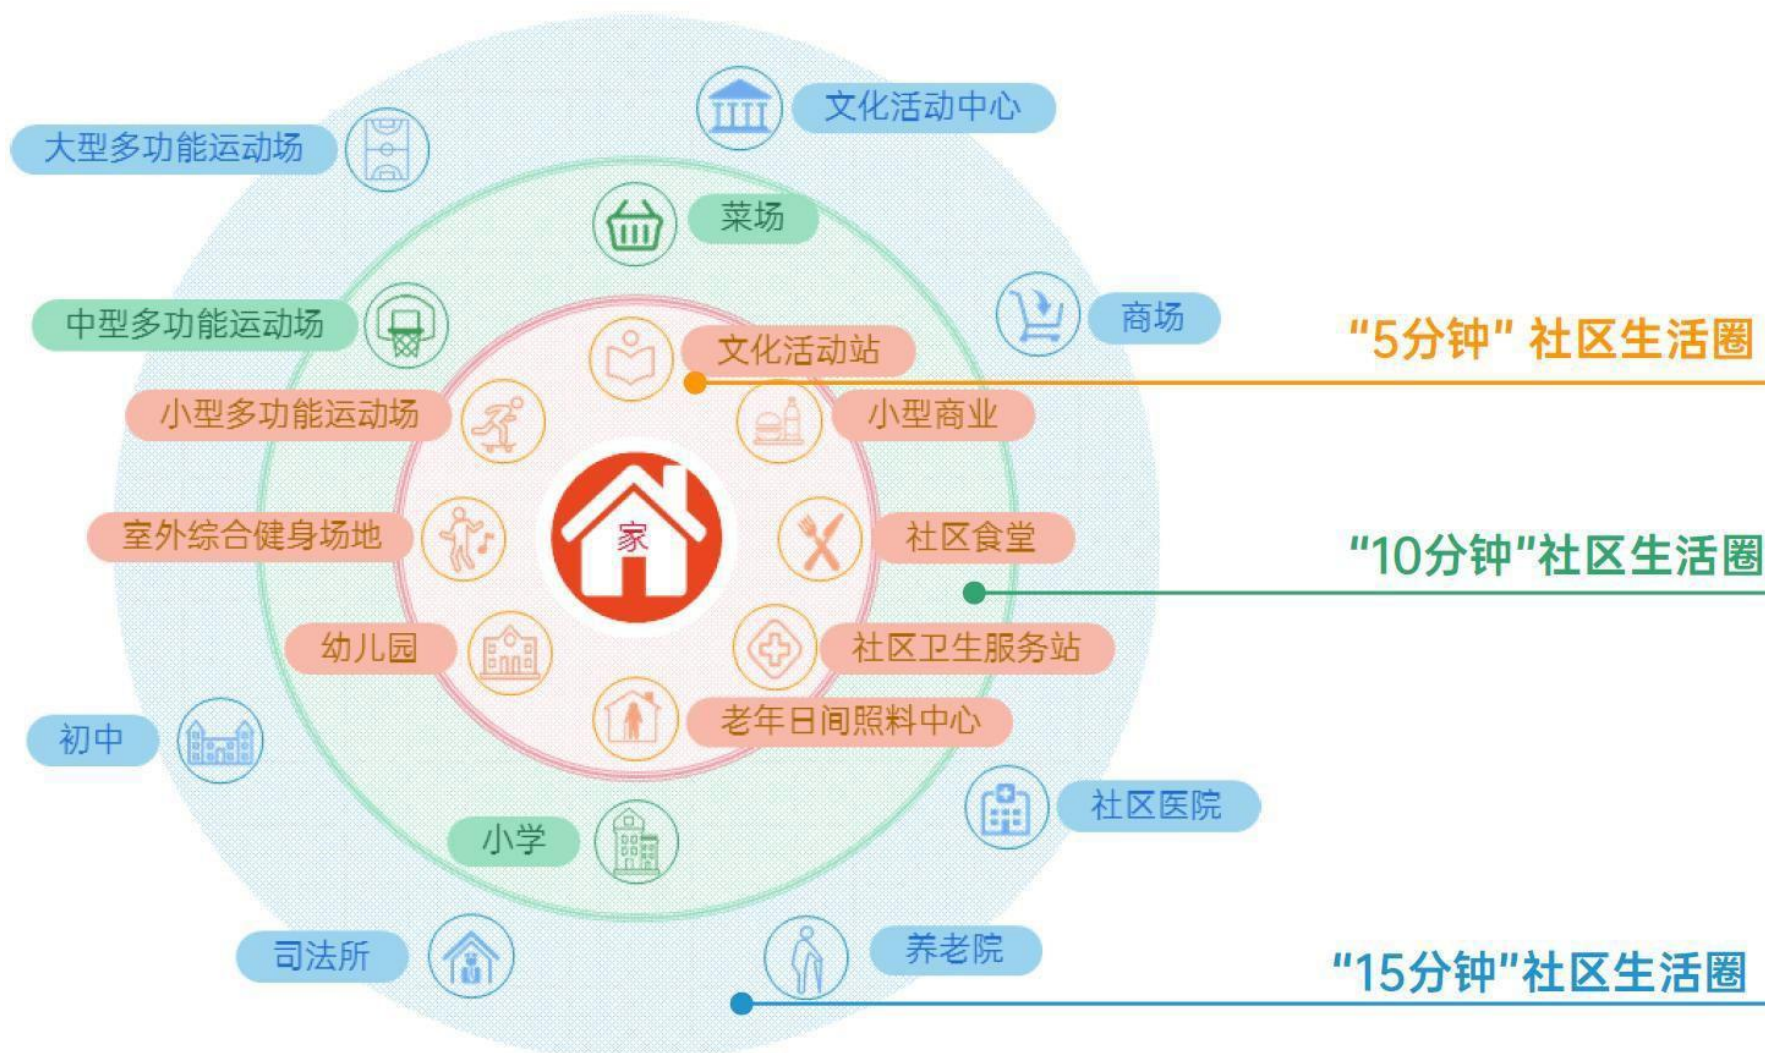 文化活动中心
大型多功能运动场
菜场
商场
中型多功能运动场
"5分钟" 社区生活圈
文化活动站
小型多功能运动场
小型商业
家
室外综合健身场地
社区食堂
"10分钟"社区生活圈
幼儿园
社区卫生服务站
老年日间照料中心
初中
社区医院
小学
司法所
养老院
"15分钟"社区生活圈